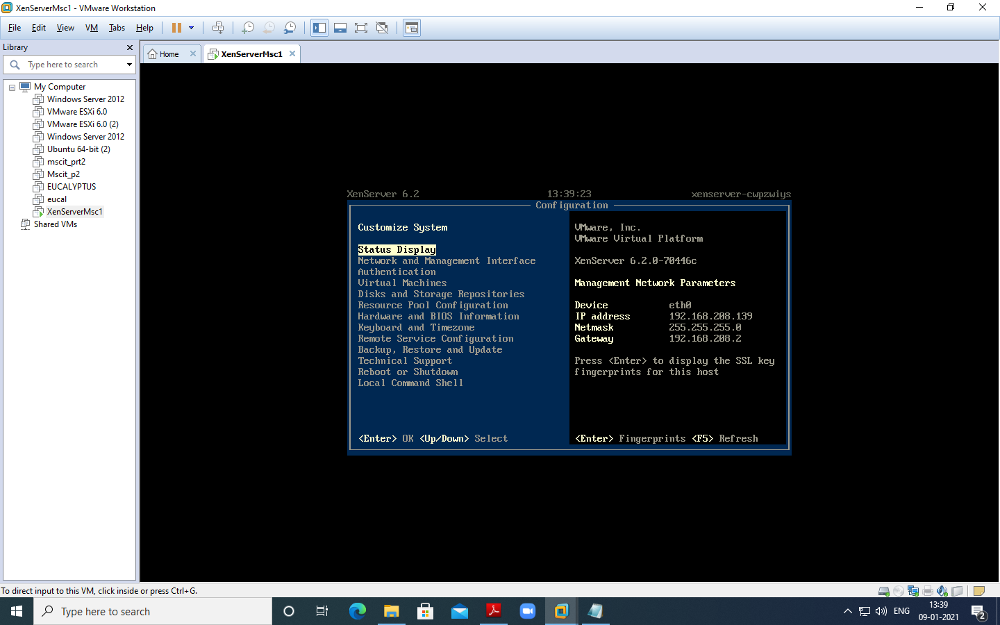 XenServerMsc1 - VMware Workstation
File Edit View VM Tabs Help
Library
Type here to search
My Computer
Windows Server 2012
VMware ESXi 6.0
VMware ESXi 6.0 (2)
Windows Server 2012
Ubuntu 64-bit (2)
mscit_prt2
Mscit_p2
EUCALYPTUS
eucal
XenServerMsc1
Shared VMs
Home XenServerMsc1
XenServer 6.2 13:39:23 xenserver-cwpzwiys
Configuration
Customize System
Status Display
Network and Management Interface
Authentication
Virtual Machines
Disks and Storage Repositories
Resource Pool Configuration
Hardware and BIOS Information
Keyboard and Timezone
Remote Service Configuration
Backup, Restore and Update
Technical Support
Reboot or Shutdown
Local Command Shell
<Enter> OK <Up/Down> Select
VMware, Inc.
VMware Virtual Platform
XenServer 6.2.0-70446c
Management Network Parameters
Device eth0
IP address 192.168.208.139
Netmask 255.255.255.0
Gateway 192.168.208.2
Press <Enter> to display the SSL key
fingerprints for this host
<Enter> Fingerprints <F5> Refresh
To direct input to this VM, click inside or press Ctrl+G.
Type here to search
ENG
13:39
09-01-2021
2